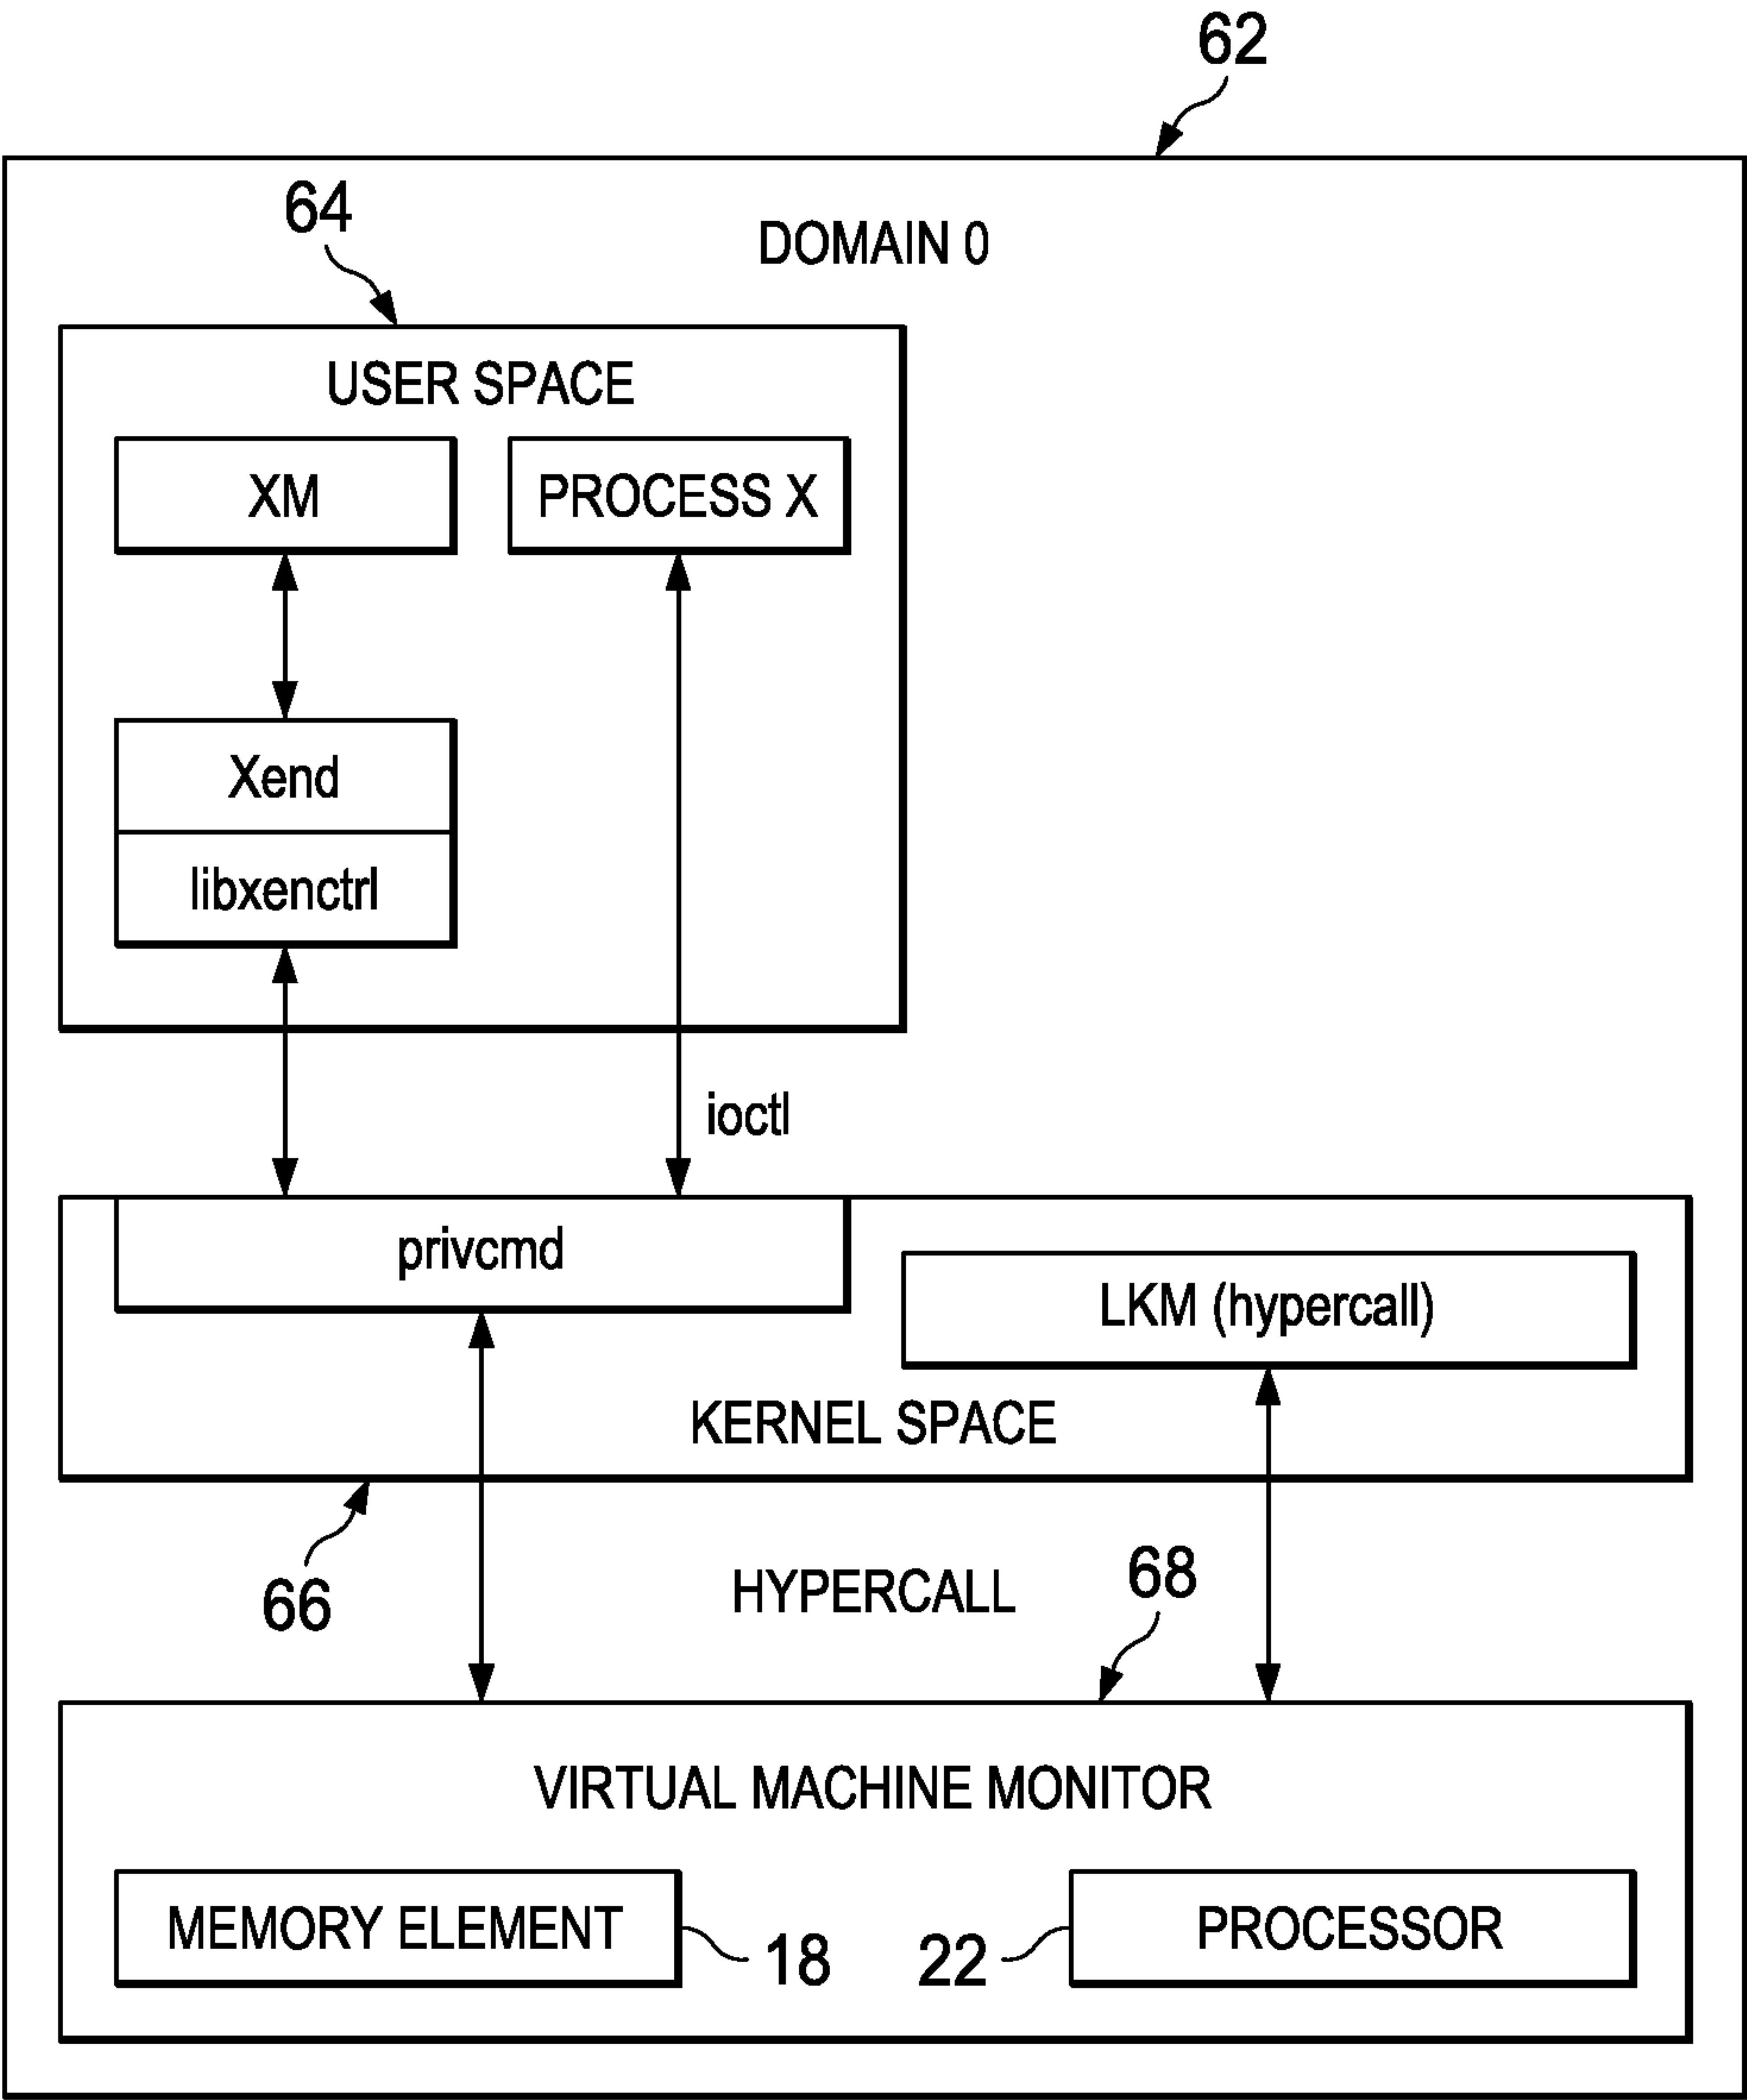 62
64
DOMAIN 0
USER SPACE
XM
PROCESS X
Xend
libxenctrl
ioctl
privcmd
LKM (hypercall)
KERNEL SPACE
66
HYPERCALL
68
VIRTUAL MACHINE MONITOR
MEMORY ELEMENT
18
22
PROCESSOR